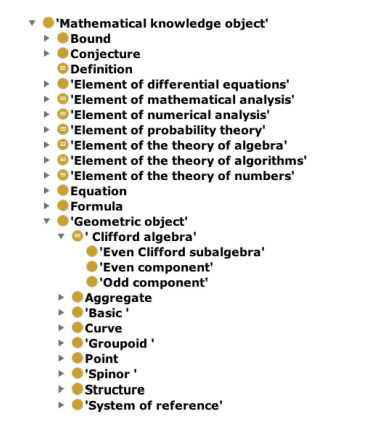 'Mathematical knowledge object'
Bound
Conjecture
Definition
'Element of differential equations'
'Element of mathematical analysis'
'Element of numerical analysis'
'Element of probability theory'
'Element of the theory of algebra'
'Element of the theory of algorithms'
'Element of the theory of numbers'
Equation
Formula
'Geometric object'
' Clifford algebra'
'Even Clifford subalgebra'
'Even component'
'Odd component'
Aggregate
'Basic '
Curve
'Groupoid '
Point
'Spinor '
Structure
'System of reference'